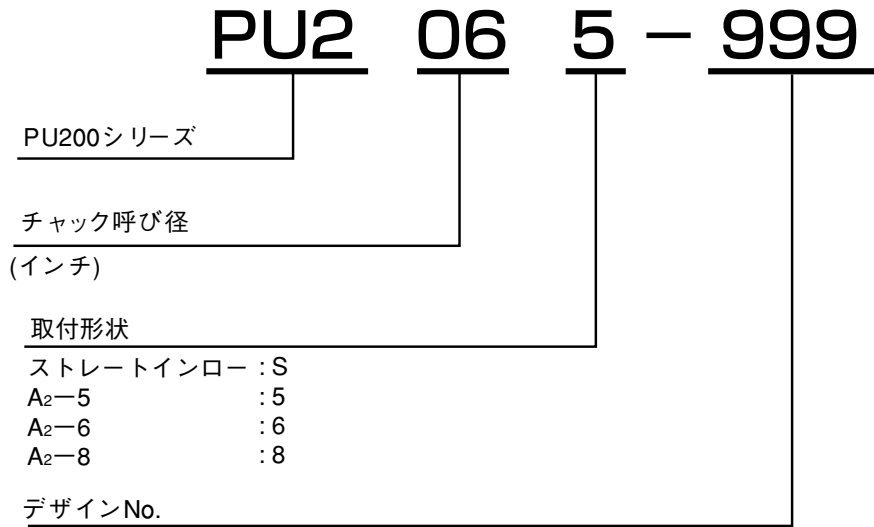 PU2 06 5 - 999
PU200シリーズ
チャック呼び径
(インチ)
取付形状
ストレートインロー : S
A2-5 : 5
A2-6 : 6
A2-8 : 8
デザインNo.